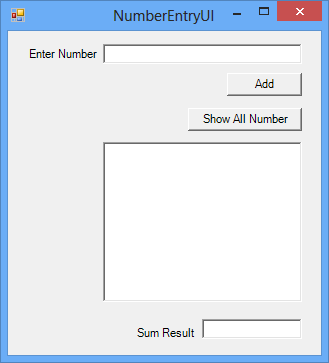 NumberEntryUI
Enter Number
Add
Show All Number
Sum Result